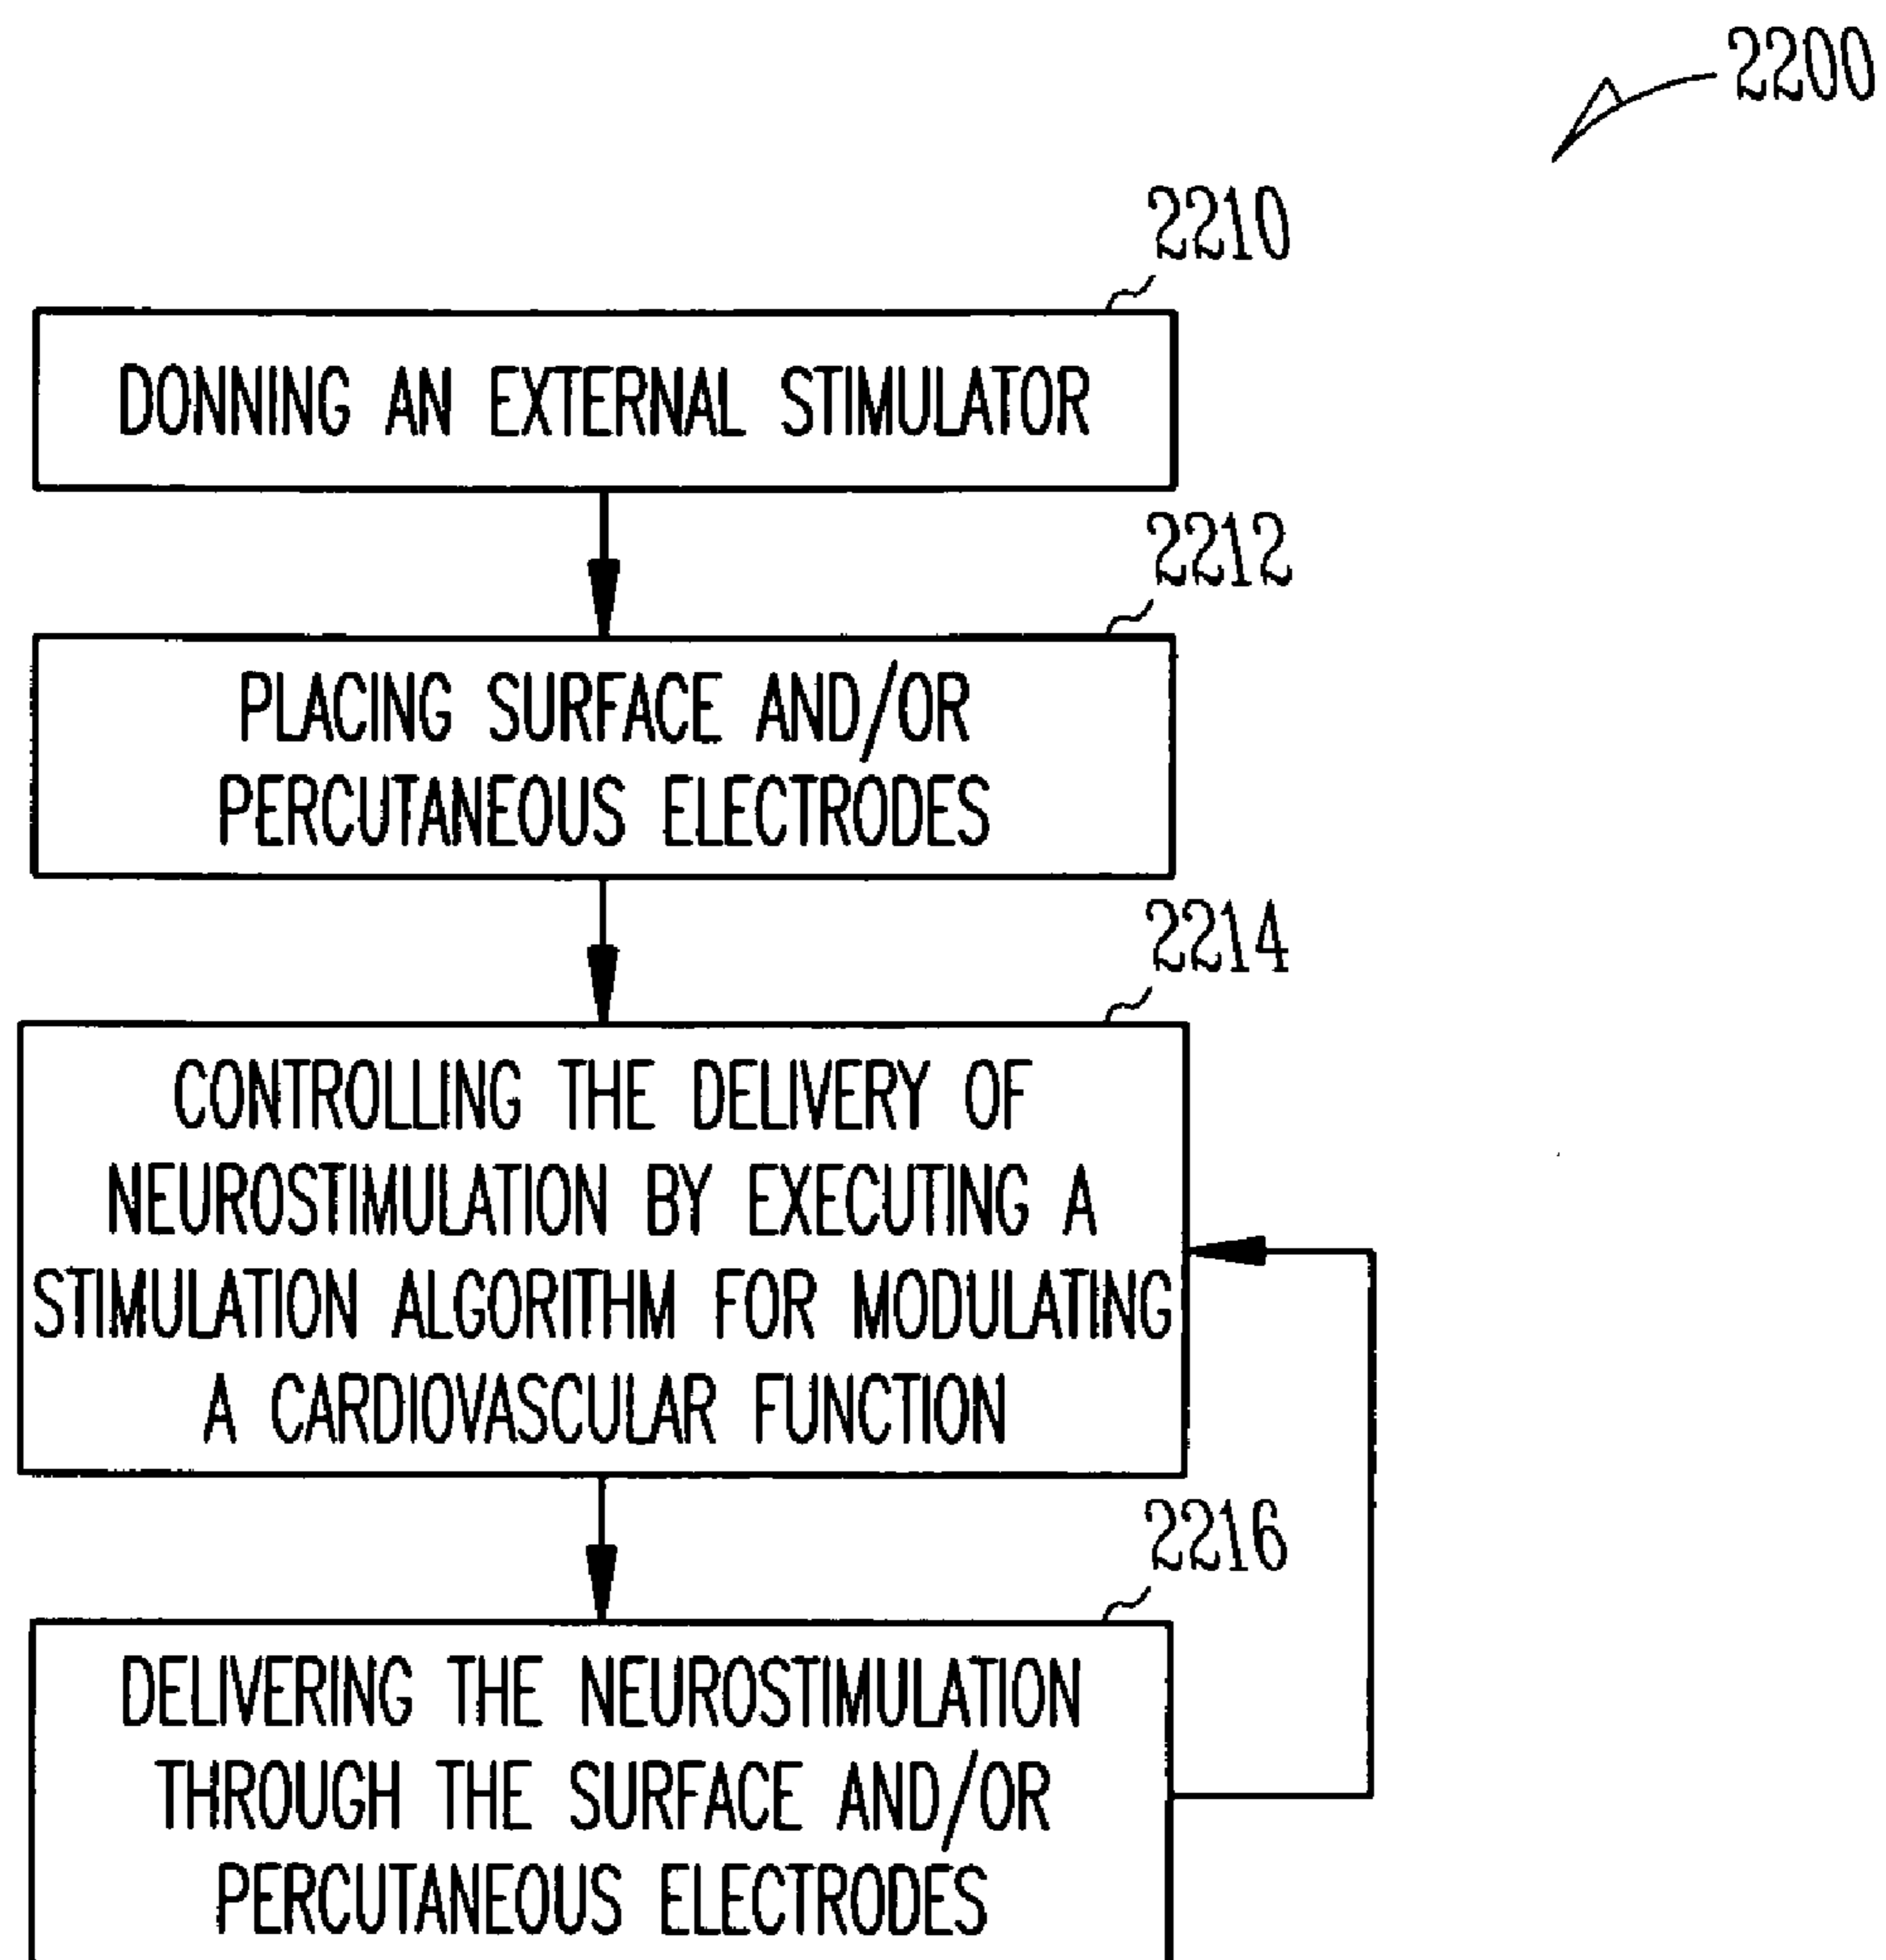 2200
2210
DONNING AN EXTERNAL STIMULATOR
2212
PLACING SURFACE AND/OR
PERCUTANEOUS ELECTRODES
2214
CONTROLLING THE DELIVERY OF
NEUROSTIMULATION BY EXECUTING A
STIMULATION ALGORITHM FOR MODULATING
A CARDIOVASCULAR FUNCTION
2216
DELIVERING THE NEUROSTIMULATION
THROUGH THE SURFACE AND/OR
PERCUTANEOUS ELECTRODES